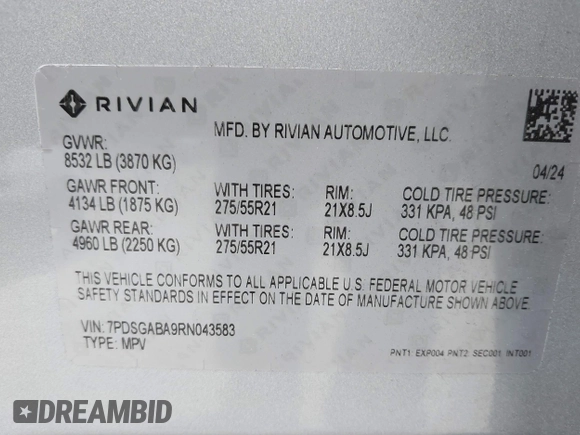 RIVIAN
MFD. BY RIVIAN AUTOMOTIVE, LLC.
GVWR:
8532 LB (3870 KG)
04/24
GAWR FRONT: WITH TIRES: RIM: COLD TIRE PRESSURE:
4134 LB (1875 KG) 275/55R21 21X8.5J 331 KPA, 48 PSI
GAWR REAR: WITH TIRES: RIM: COLD TIRE PRESSURE:
4960 LB (2250 KG) 275/55R21 21X8.5J 331 KPA, 48 PSI
THIS VEHICLE CONFORMS TO ALL APPLICABLE U.S. FEDERAL MOTOR VEHICLE
SAFETY STANDARDS IN EFFECT ON THE DATE OF MANUFACTURE SHOWN ABOVE.
VIN: 7PDSGABA9RN043583
TYPE: MPV
PNT1: EXP004 PNT2: SEC001 INT001
DREAMBID